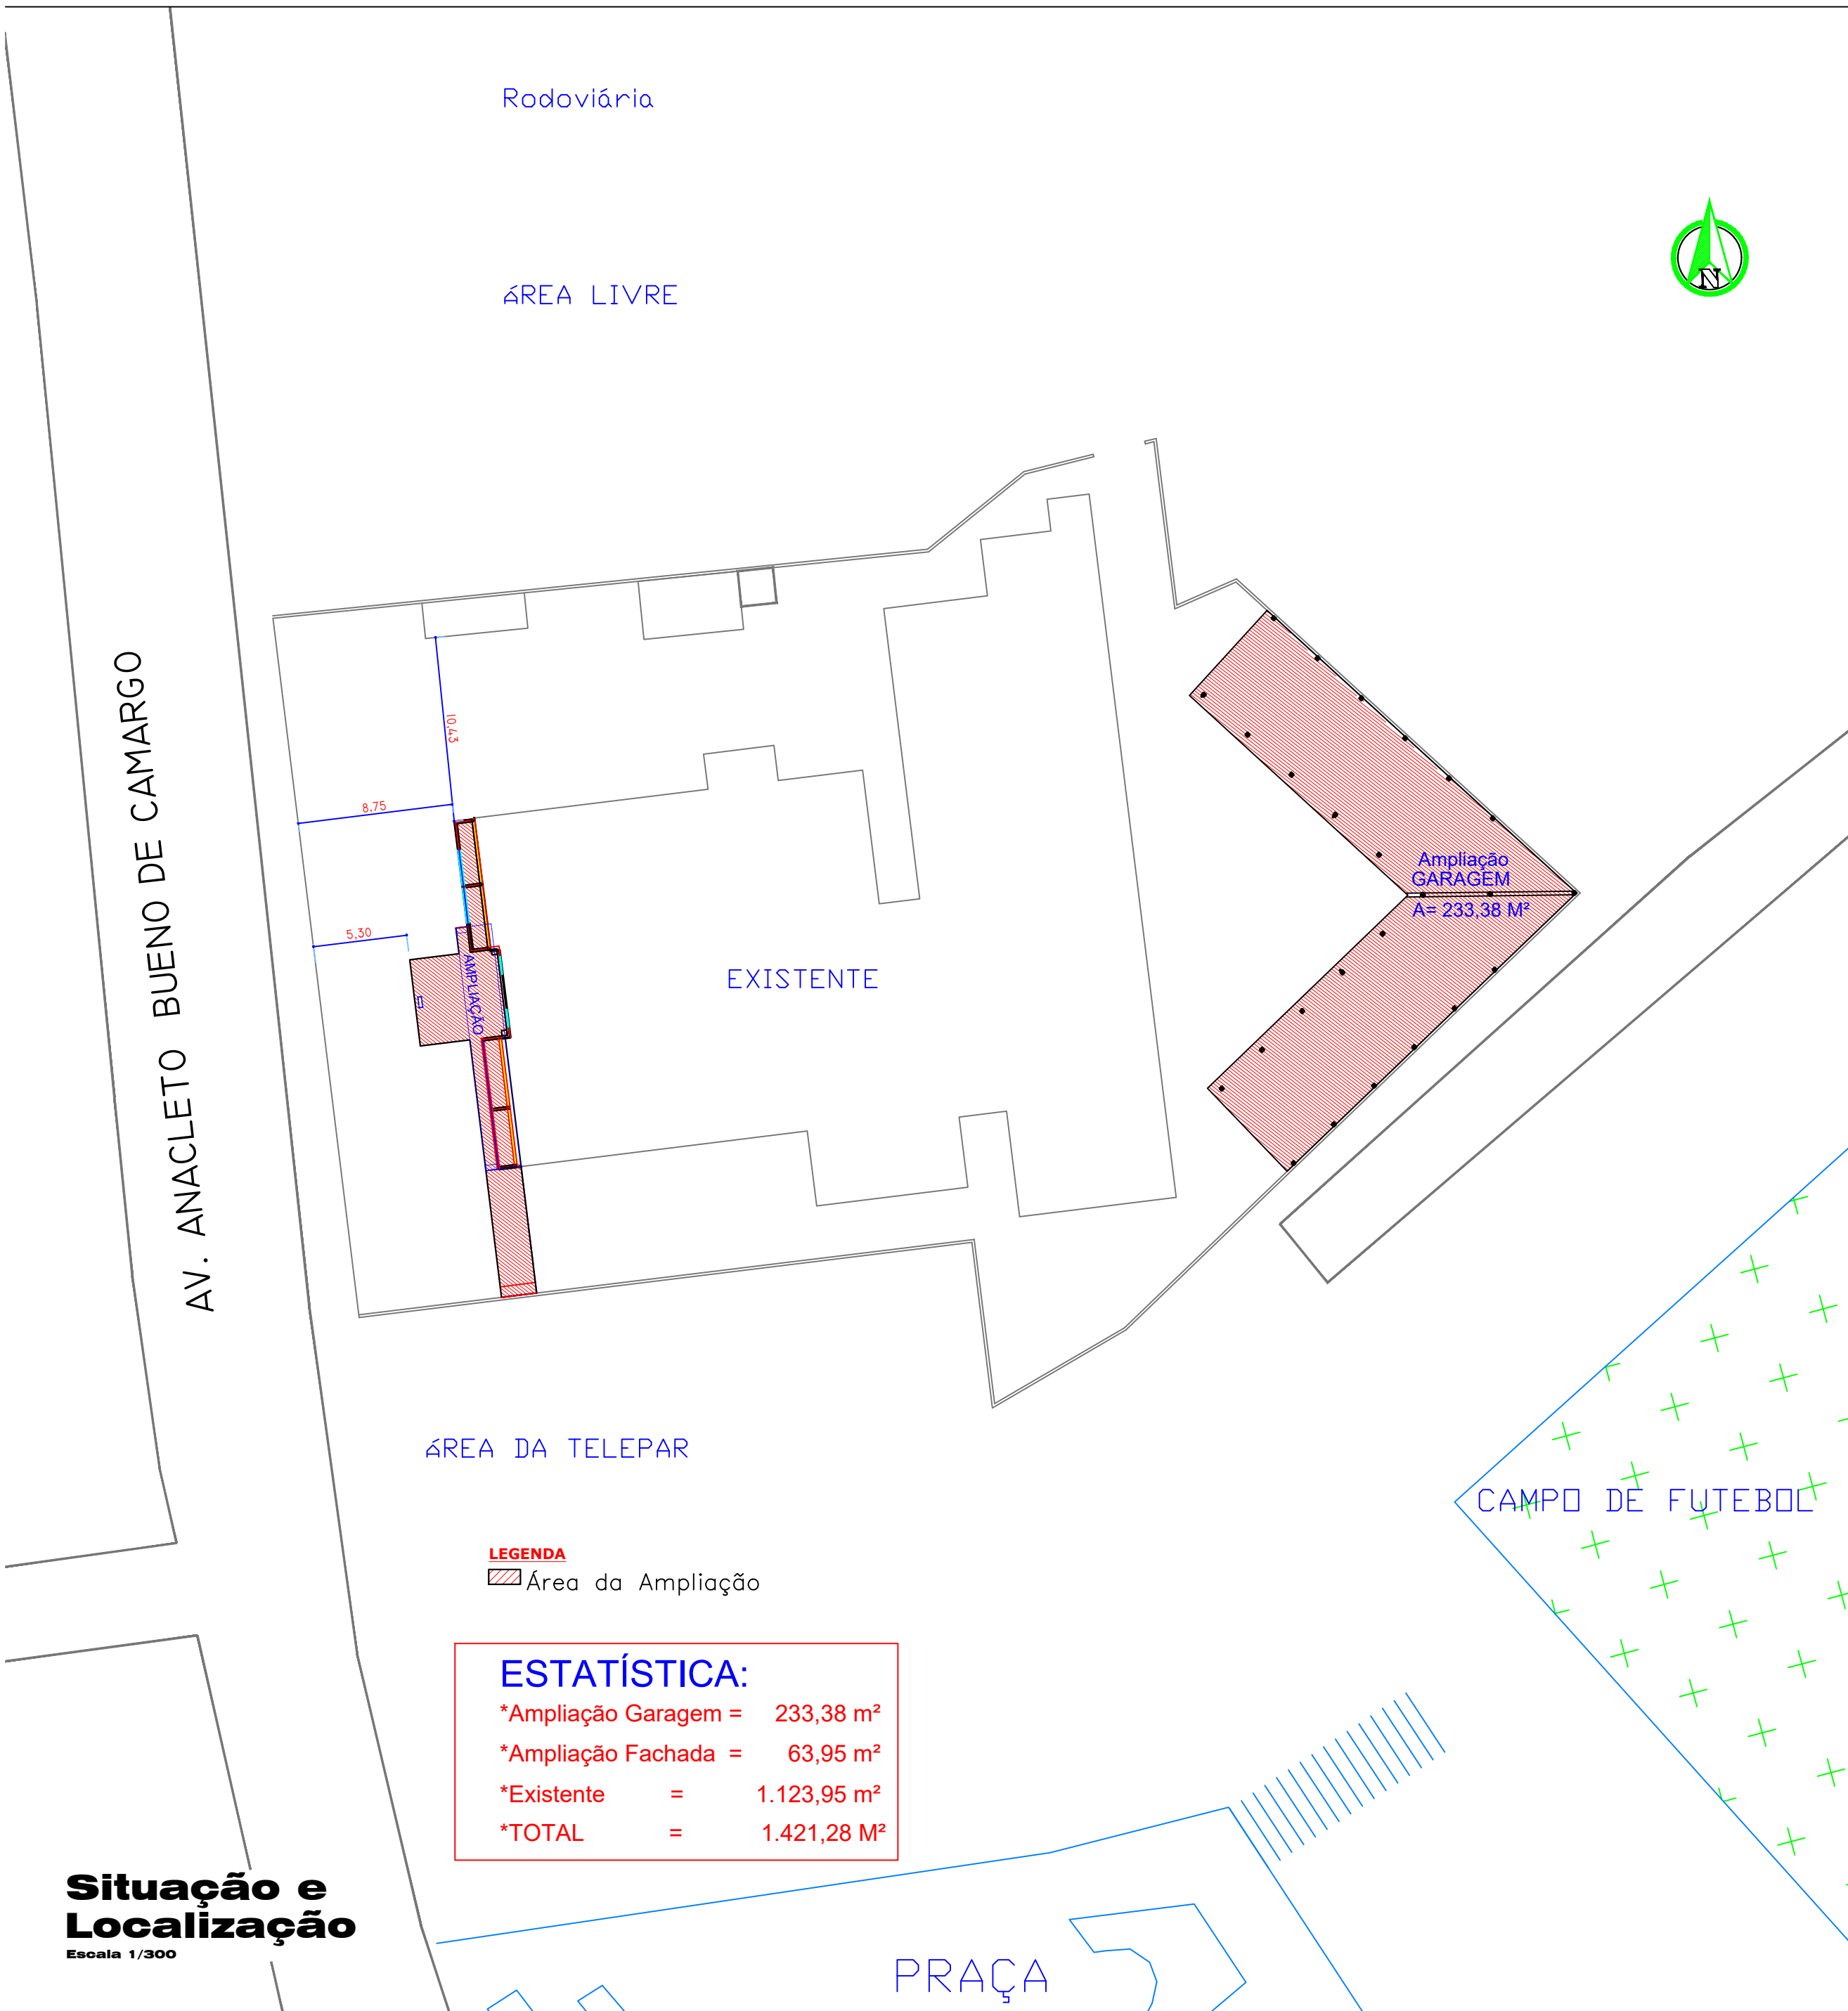 Rodoviária
ÁREA LIVRE
N
AV. ANACLETO BUENO DE CAMARGO
10,43
8,75
5,30
AMPLIAÇÃO
EXISTENTE
Ampliação
GARAGEM
A= 233,38 M²
ÁREA DA TELEPAR
CAMPO DE FUTEBOL
LEGENDA
Área da Ampliação
ESTATÍSTICA:
*Ampliação Garagem = 233,38 m²
*Ampliação Fachada = 63,95 m²
*Existente = 1.123,95 m²
*TOTAL = 1.421,28 M²
Situação e
Localização
Escala 1/300
PRAÇA